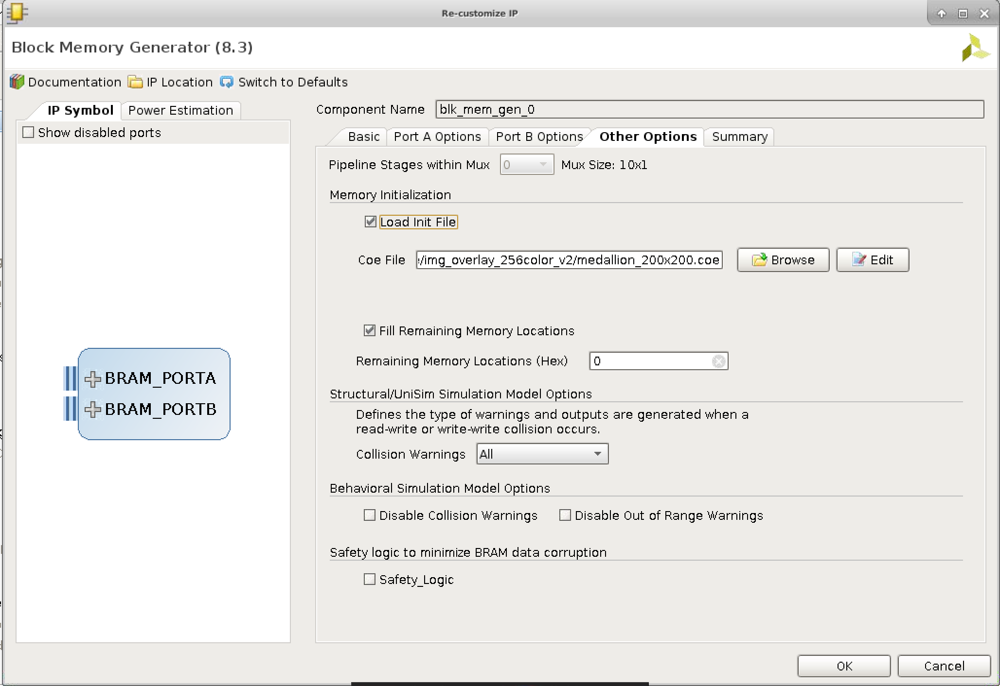 Re-customize IP
Block Memory Generator (8.3)
Documentation IP Location Switch to Defaults
IP Symbol Power Estimation
Show disabled ports
BRAM_PORTA
BRAM_PORTB
Component Name blk_mem_gen_0
Basic Port A Options Port B Options Other Options Summary
Pipeline Stages within Mux 0 Mux Size: 10x1
Memory Initialization
Load Init File
Coe File /img_overlay_256color_v2/medallion_200x200.coe Browse Edit
Fill Remaining Memory Locations
Remaining Memory Locations (Hex) 0
Structural/UniSim Simulation Model Options
Defines the type of warnings and outputs are generated when a
read-write or write-write collision occurs.
Collision Warnings All
Behavioral Simulation Model Options
Disable Collision Warnings Disable Out of Range Warnings
Safety logic to minimize BRAM data corruption
Safety_Logic
OK Cancel